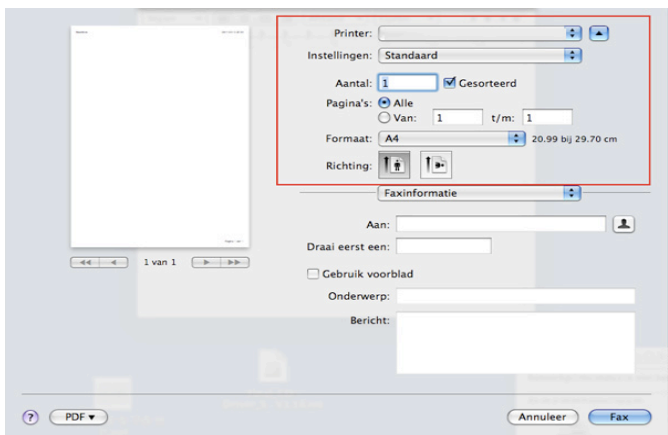 Printer:
Instellingen: Standaard
Aantal: 1 Gesorteerd
Pagina's: Alle
Van: 1 t/m: 1
Formaat: A4 20.99 bij 29.70 cm
Richting:
Faxinformatie
Aan:
Draai eerst een:
1 van 1
Gebruik voorblad
Onderwerp:
Bericht:
? PDF Annuleer Fax